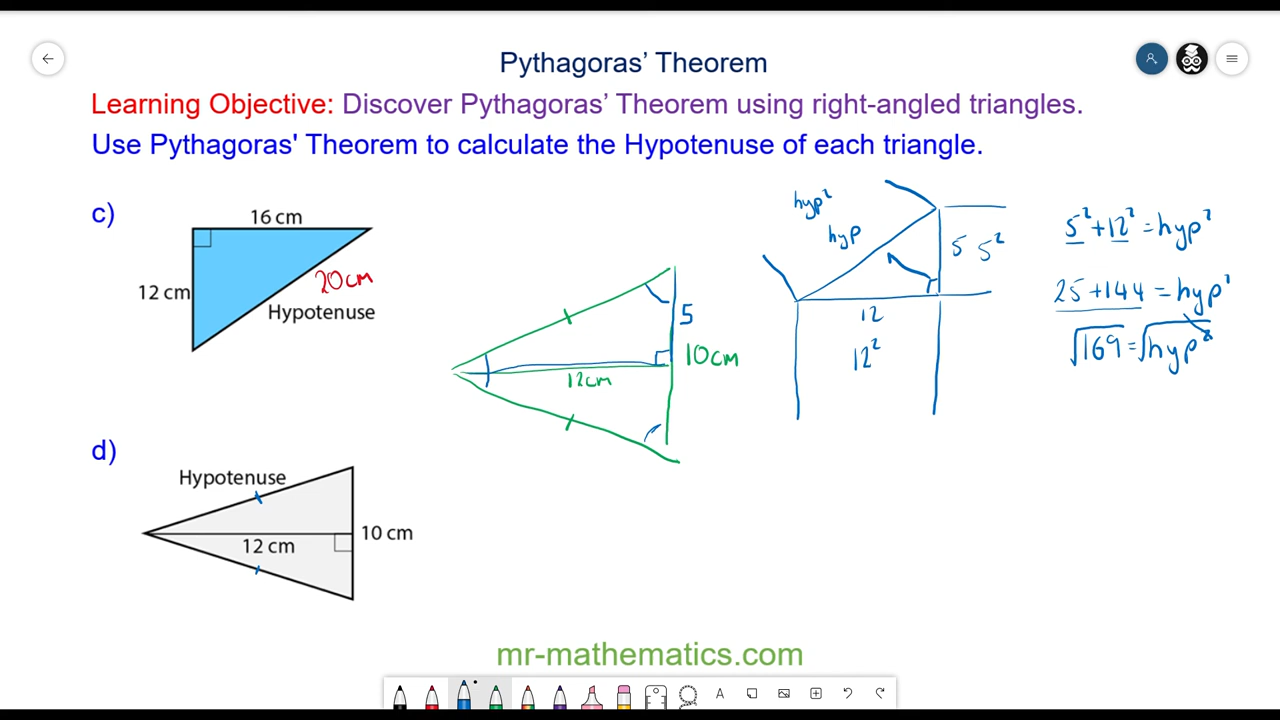 Pythagoras' Theorem
Learning Objective: Discover Pythagoras' Theorem using right-angled triangles.
Use Pythagoras' Theorem to calculate the Hypotenuse of each triangle.
c)
16 cm
12 cm
20cm
Hypotenuse
d)
Hypotenuse
12 cm
10 cm
5
10cm
12cm
hyp²
hyp
5 5²
12
12²
5² + 12² = hyp²
25 + 144 = hyp²
√169 = √hyp²
mr-mathematics.com
A